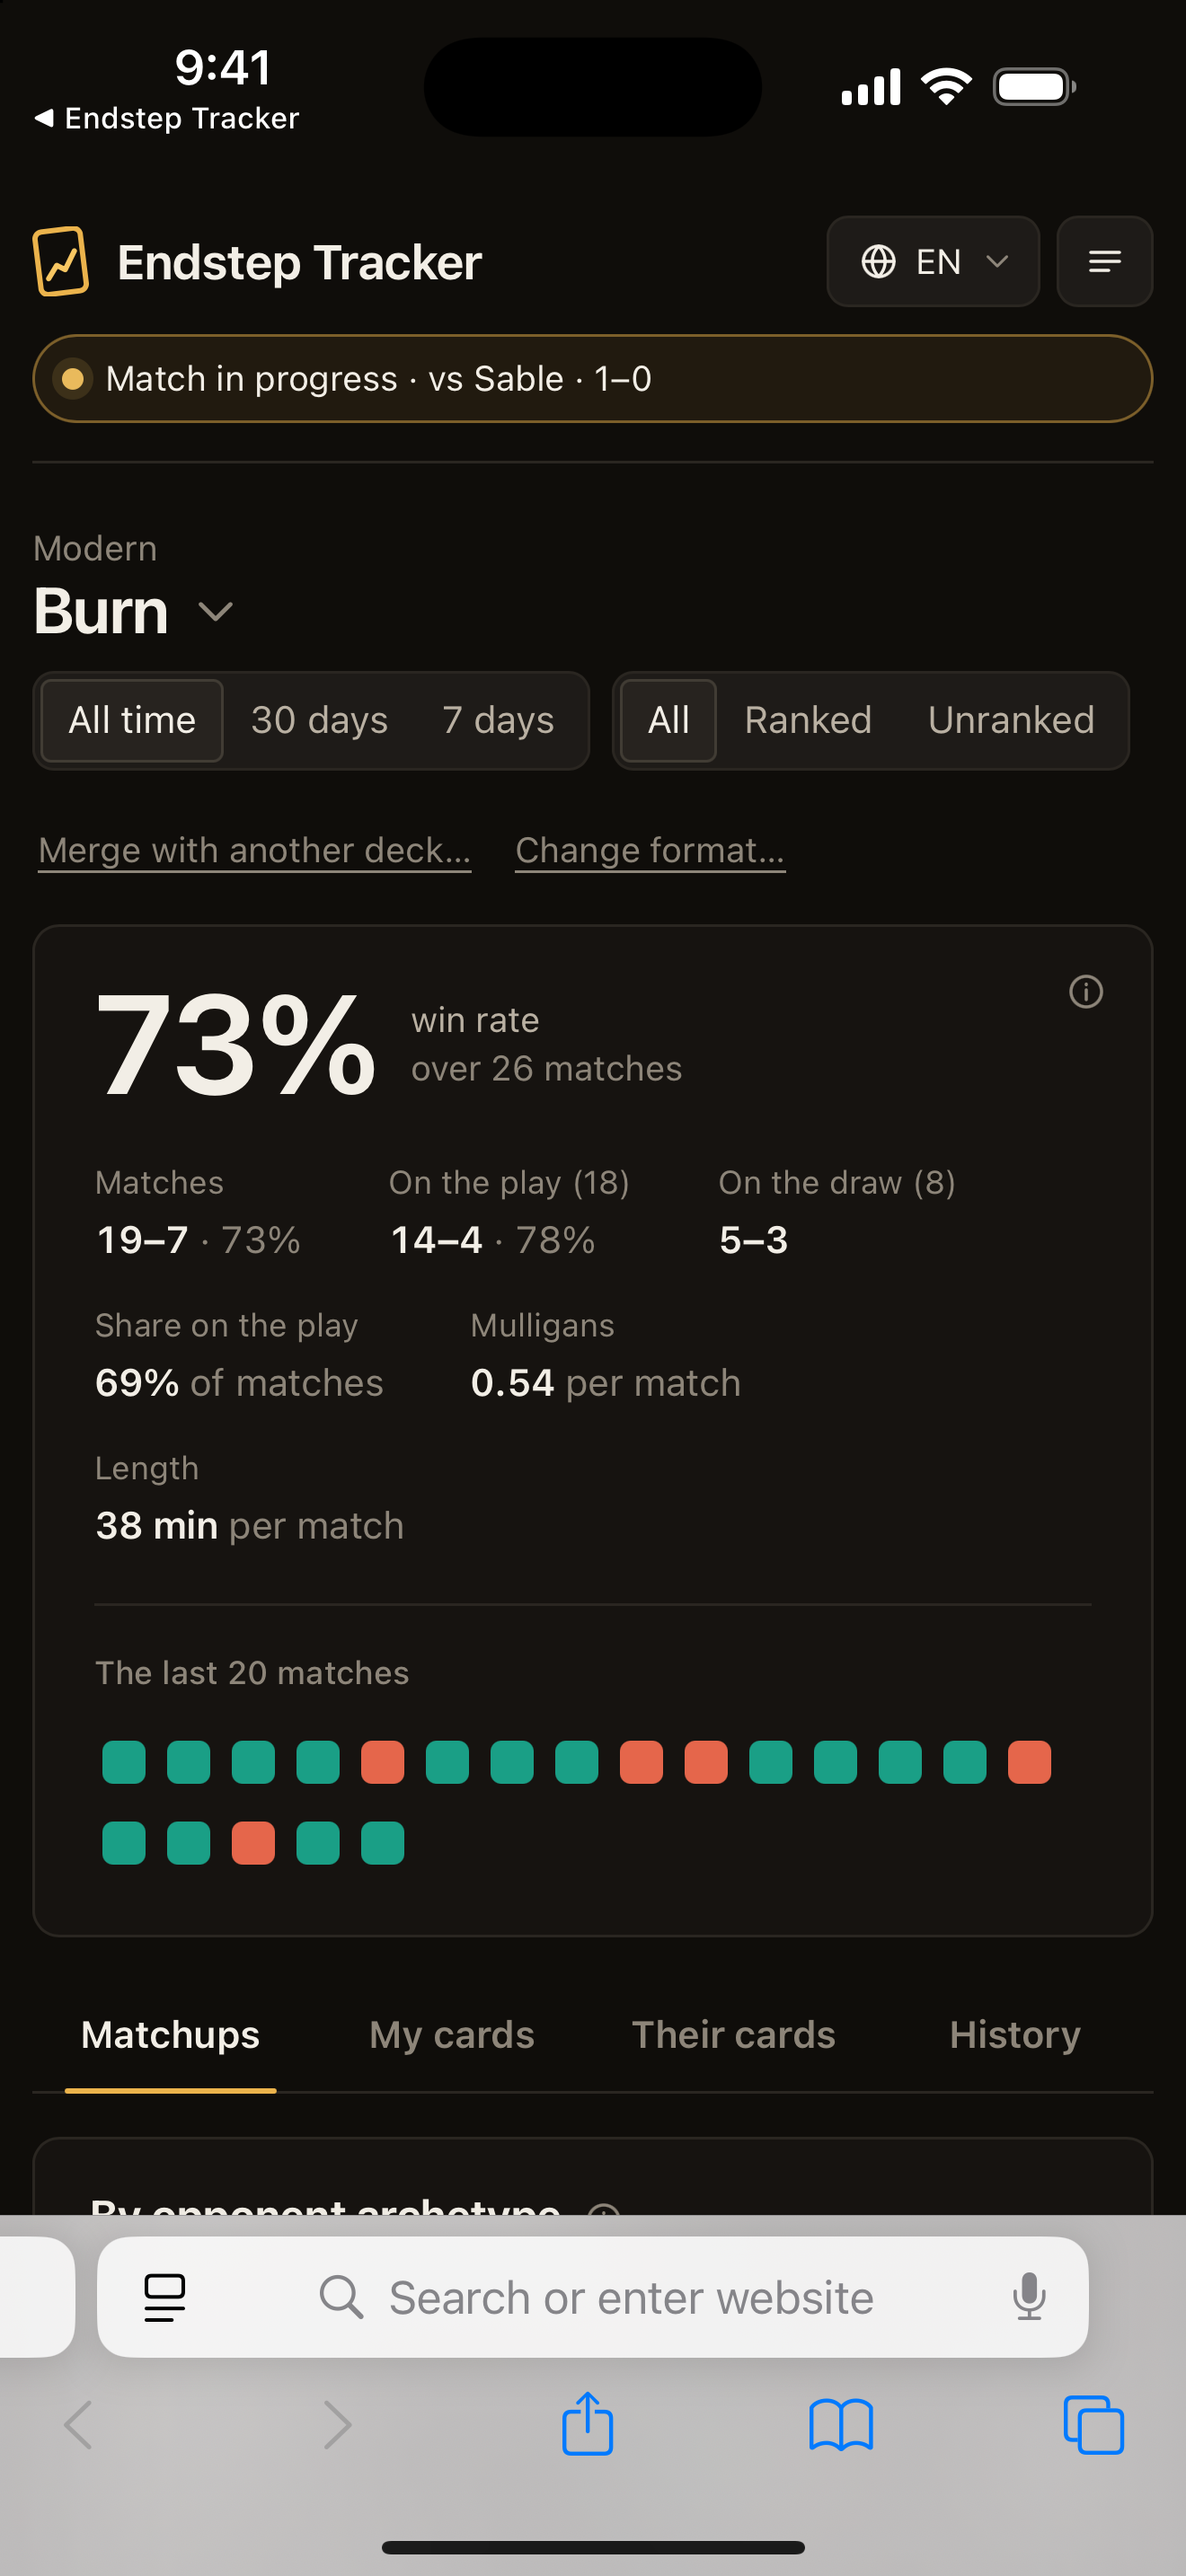 9:41
Endstep Tracker
Endstep Tracker
EN
Match in progress · vs Sable · 1–0
Modern
Burn
All time 30 days 7 days All Ranked Unranked
Merge with another deck... Change format...
73% win rate
over 26 matches
Matches On the play (18) On the draw (8)
19–7 · 73% 14–4 · 78% 5–3
Share on the play Mulligans
69% of matches 0.54 per match
Length
38 min per match
The last 20 matches
Matchups My cards Their cards History
By opponent archetype
Search or enter website